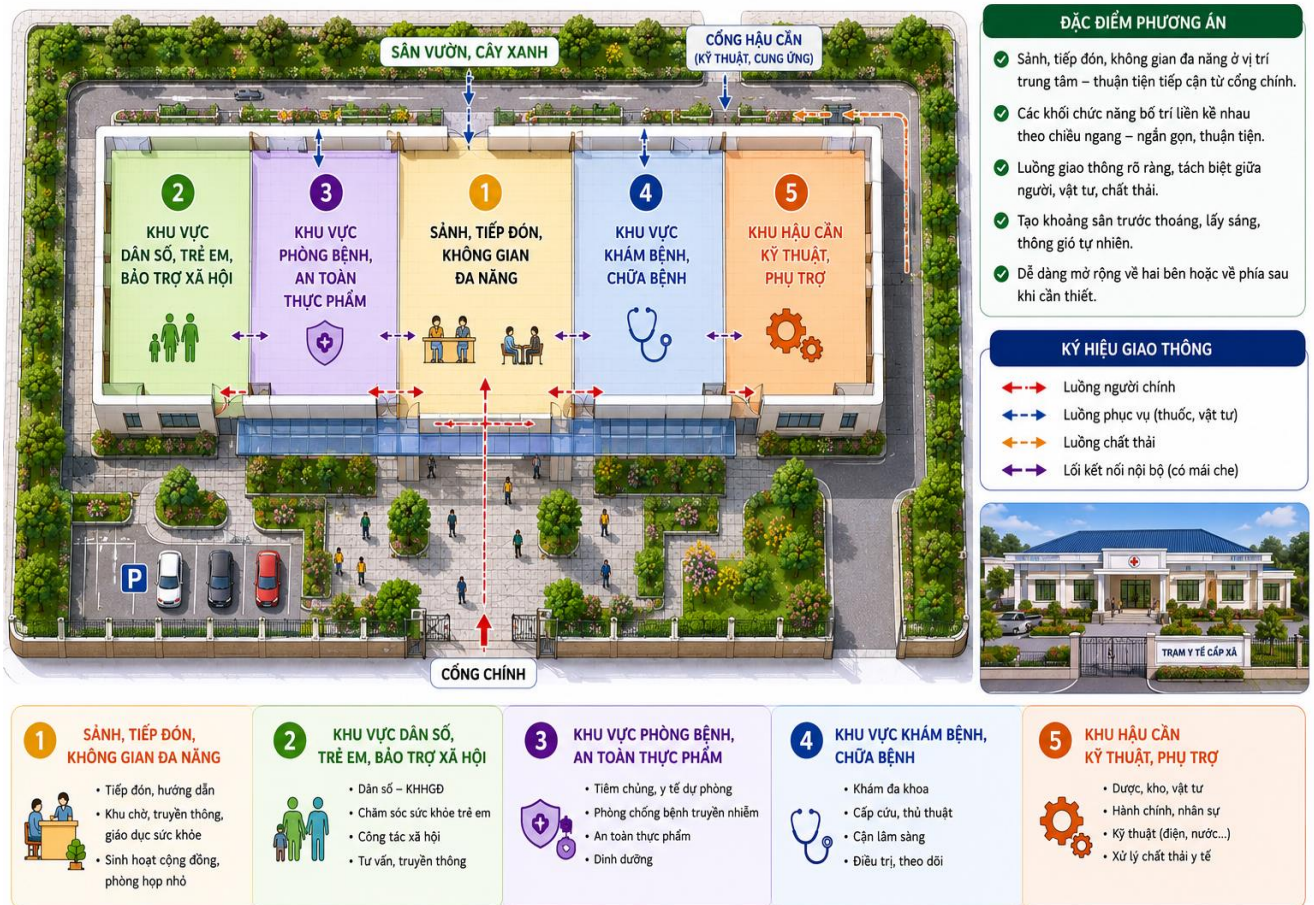 SÂN VƯỜN, CÂY XANH
CỔNG HẬU CẦN
(KỸ THUẬT, CUNG ỨNG)
2
KHU VỰC
DÂN SỐ, TRẺ EM,
BẢO TRỢ XÃ HỘI
3
KHU VỰC
PHÒNG BỆNH,
AN TOÀN
THỰC PHẨM
1
SẢNH, TIẾP ĐÓN,
KHÔNG GIAN
ĐA NĂNG
4
KHU VỰC
KHÁM BỆNH,
CHỮA BỆNH
5
KHU HẬU CẦN
KỸ THUẬT,
PHỤ TRỢ
P
CỔNG CHÍNH
ĐẶC ĐIỂM PHƯƠNG ÁN
Sảnh, tiếp đón, không gian đa năng ở vị trí
trung tâm – thuận tiện tiếp cận từ cổng chính.
Các khối chức năng bố trí liên kề nhau
theo chiều ngang – ngắn gọn, thuận tiện.
Luồng giao thông rõ ràng, tách biệt giữa
người, vật tư, chất thải.
Tạo khoảng sân trước thoáng, lấy sáng,
thông gió tự nhiên.
Dễ dàng mở rộng về hai bên hoặc về phía sau
khi cần thiết.
KÝ HIỆU GIAO THÔNG
Luồng người chính
Luồng phục vụ (thuốc, vật tư)
Luồng chất thải
Lối kết nối nội bộ (có mái che)
TRẠM Y TẾ CẤP XÃ
1
SẢNH, TIẾP ĐÓN,
KHÔNG GIAN ĐA NĂNG
• Tiếp đón, hướng dẫn
• Khu chờ, truyền thông,
giáo dục sức khỏe
• Sinh hoạt cộng đồng,
phòng họp nhỏ
2
KHU VỰC DÂN SỐ,
TRẺ EM, BẢO TRỢ XÃ HỘI
• Dân số – KHHGĐ
• Chăm sóc sức khỏe trẻ em
• Công tác xã hội
• Tư vấn, truyền thông
3
KHU VỰC PHÒNG BỆNH,
AN TOÀN THỰC PHẨM
• Tiêm chủng, y tế dự phòng
• Phòng chống bệnh truyền nhiễm
• An toàn thực phẩm
• Dinh dưỡng
4
KHU VỰC KHÁM BỆNH,
CHỮA BỆNH
• Khám đa khoa
• Cấp cứu, thủ thuật
• Cận lâm sàng
• Điều trị, theo dõi
5
KHU HẬU CẦN
KỸ THUẬT, PHỤ TRỢ
• Dược, kho, vật tư
• Hành chính, nhân sự
• Kỹ thuật (điện, nước...)
• Xử lý chất thải y tế